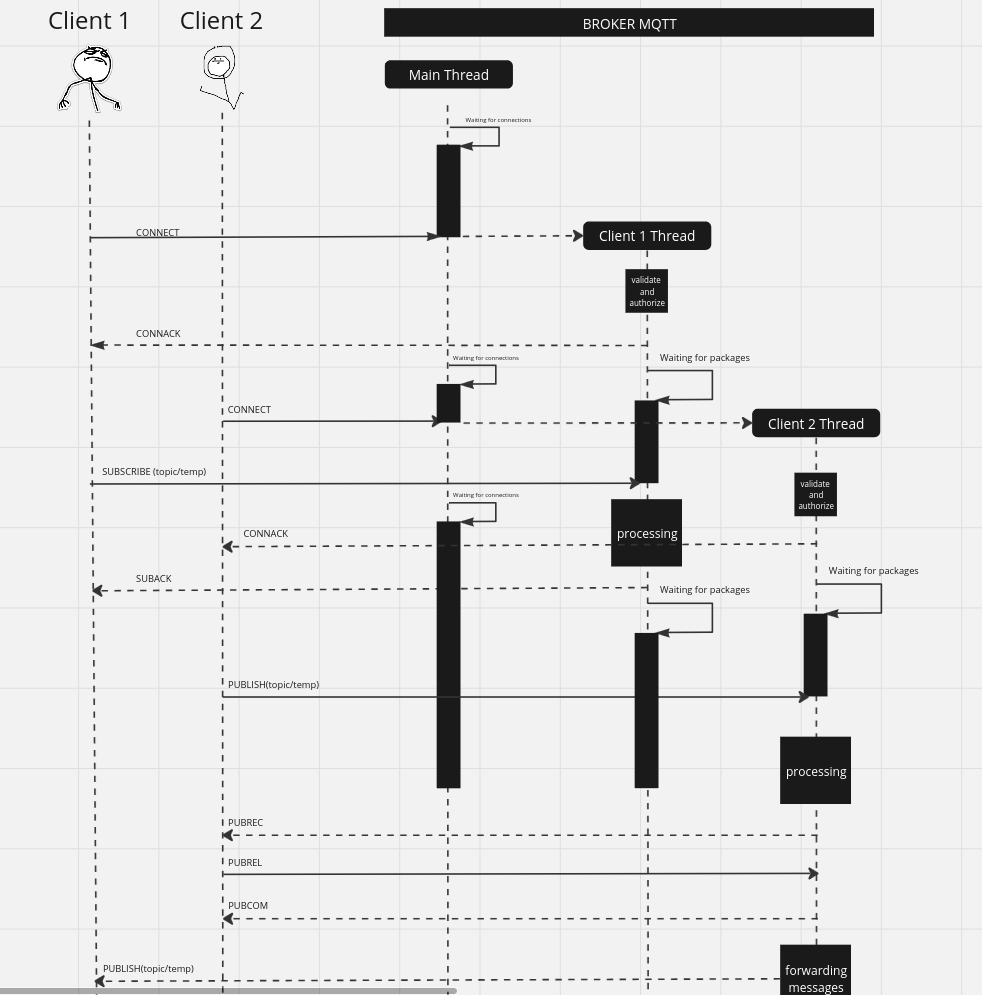 Client 1
Client 2
BROKER MQTT
Main Thread
Waiting for connections
CONNECT
Client 1 Thread
validate
and
authorize
CONNACK
Waiting for connections
Waiting for packages
CONNECT
Client 2 Thread
SUBSCRIBE (topic/temp)
validate
and
authorize
Waiting for connections
processing
CONNACK
Waiting for packages
SUBACK
Waiting for packages
PUBLISH(topic/temp)
processing
PUBREC
PUBREL
PUBCOM
PUBLISH(topic/temp)
forwarding
messages